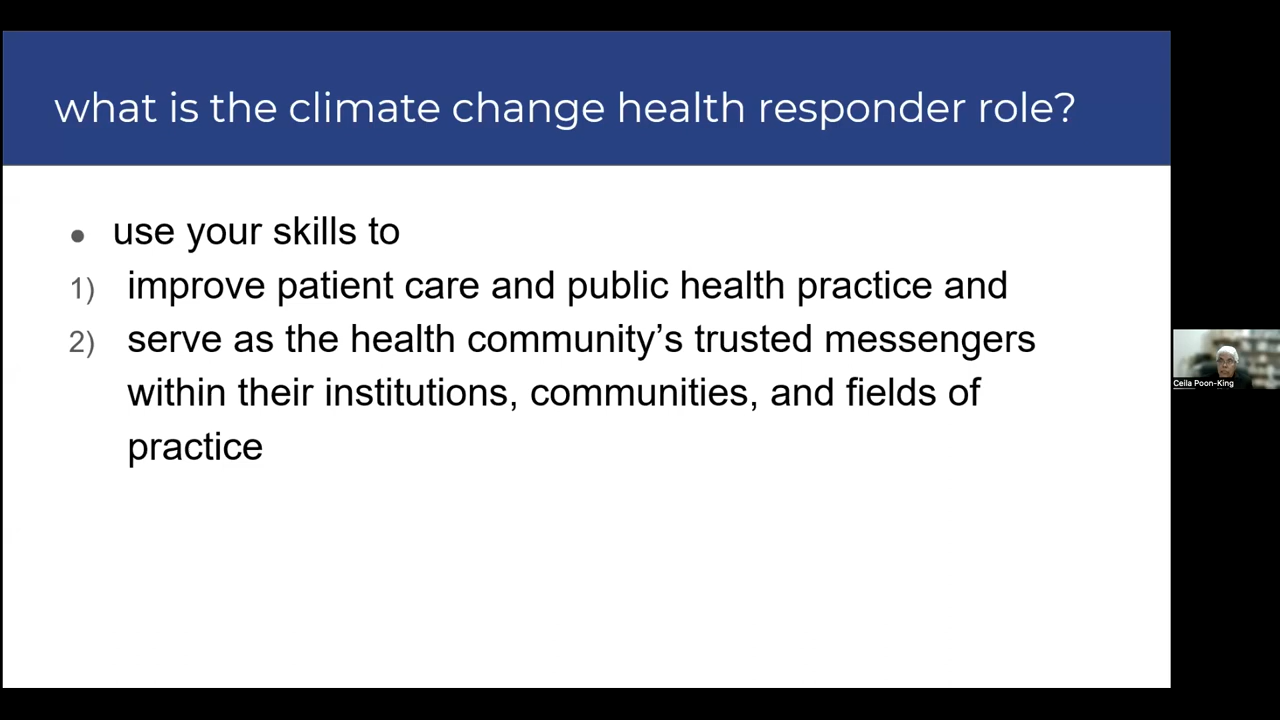 what is the climate change health responder role?
● use your skills to
1) improve patient care and public health practice and
2) serve as the health community’s trusted messengers
within their institutions, communities, and fields of
practice
Ceila Poon-King